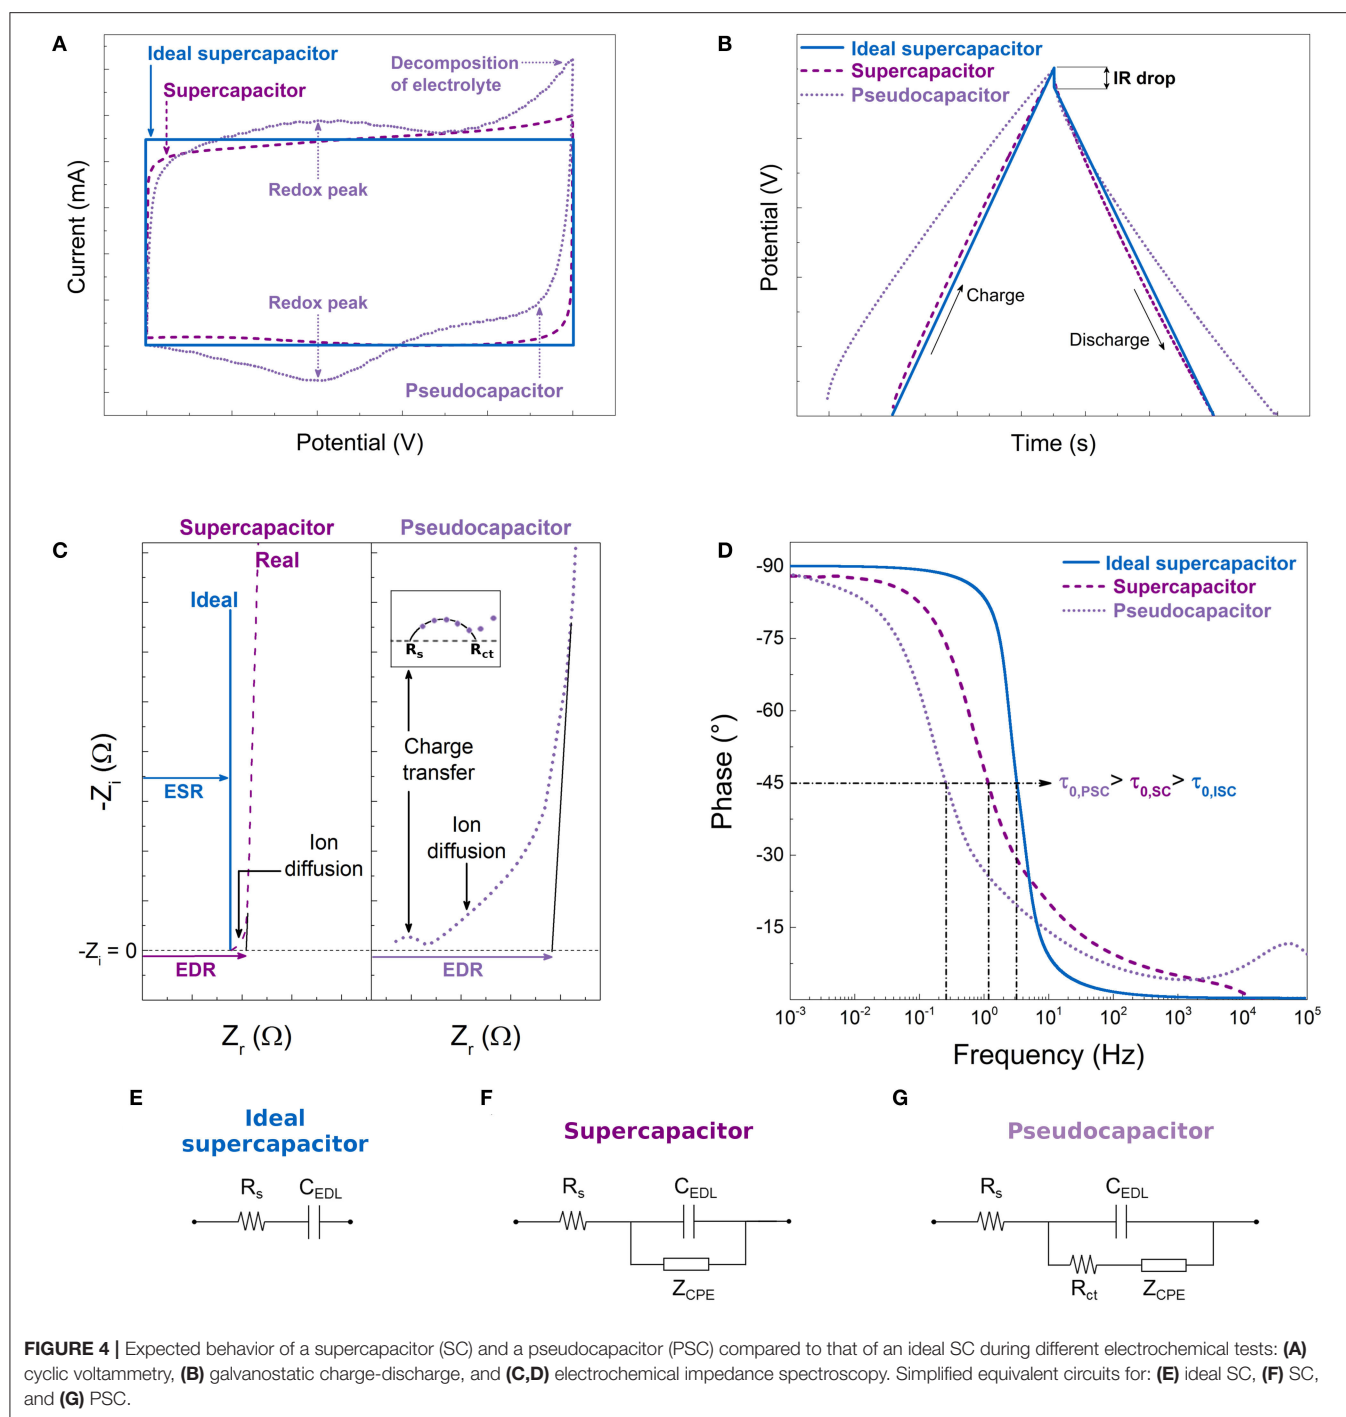 A
Ideal supercapacitor
Supercapacitor
Decomposition
of electrolyte
Redox peak
Redox peak
Pseudocapacitor
Current (mA)
Potential (V)
B
Ideal supercapacitor
Supercapacitor
Pseudocapacitor
IR drop
Charge
Discharge
Potential (V)
Time (s)
C
Supercapacitor
Pseudocapacitor
Real
Ideal
ESR
Ion
diffusion
-Zi = 0
EDR
Rs
Rct
Charge
transfer
Ion
diffusion
EDR
-Zi (Ω)
Zr (Ω)
Zr (Ω)
D
Ideal supercapacitor
Supercapacitor
Pseudocapacitor
-90
-75
-60
-45
-30
-15
τ0,PSC > τ0,SC > τ0,ISC
Phase (°)
10-3
10-2
10-1
100
101
102
103
104
105
Frequency (Hz)
E
Ideal
supercapacitor
Rs
CEDL
F
Supercapacitor
Rs
CEDL
ZCPE
G
Pseudocapacitor
Rs
CEDL
Rct
ZCPE
FIGURE 4 | Expected behavior of a supercapacitor (SC) and a pseudocapacitor (PSC) compared to that of an ideal SC during different electrochemical tests: (A)
cyclic voltammetry, (B) galvanostatic charge-discharge, and (C,D) electrochemical impedance spectroscopy. Simplified equivalent circuits for: (E) ideal SC, (F) SC,
and (G) PSC.